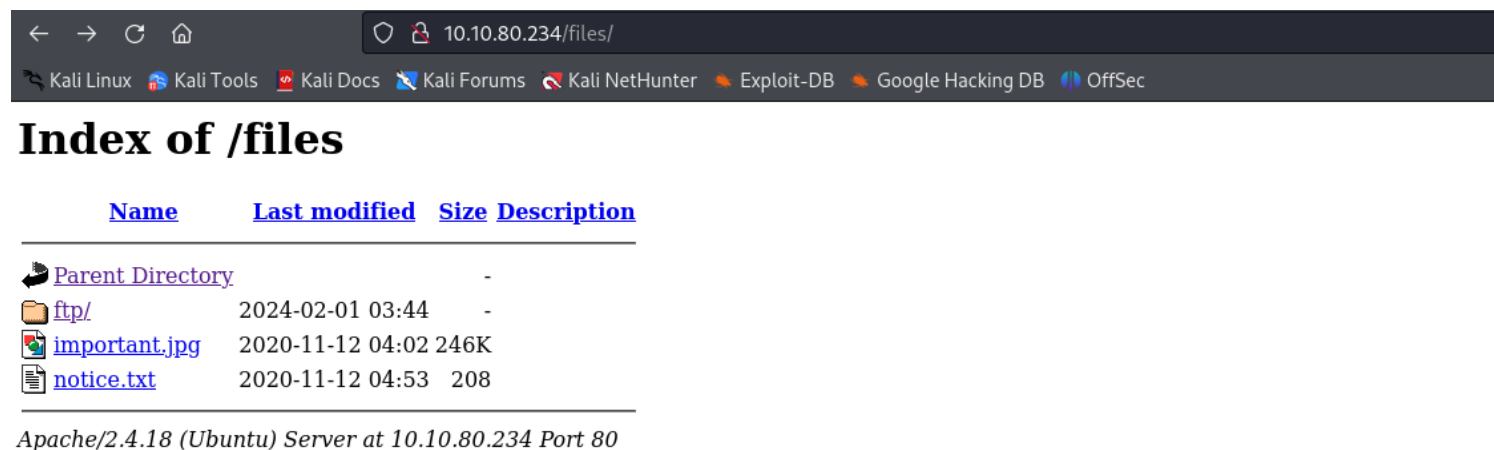 10.10.80.234/files/
Kali Linux Kali Tools Kali Docs Kali Forums Kali NetHunter Exploit-DB Google Hacking DB OffSec
Index of /files
Name Last modified Size Description
Parent Directory -
ftp/ 2024-02-01 03:44 -
important.jpg 2020-11-12 04:02 246K
notice.txt 2020-11-12 04:53 208
Apache/2.4.18 (Ubuntu) Server at 10.10.80.234 Port 80